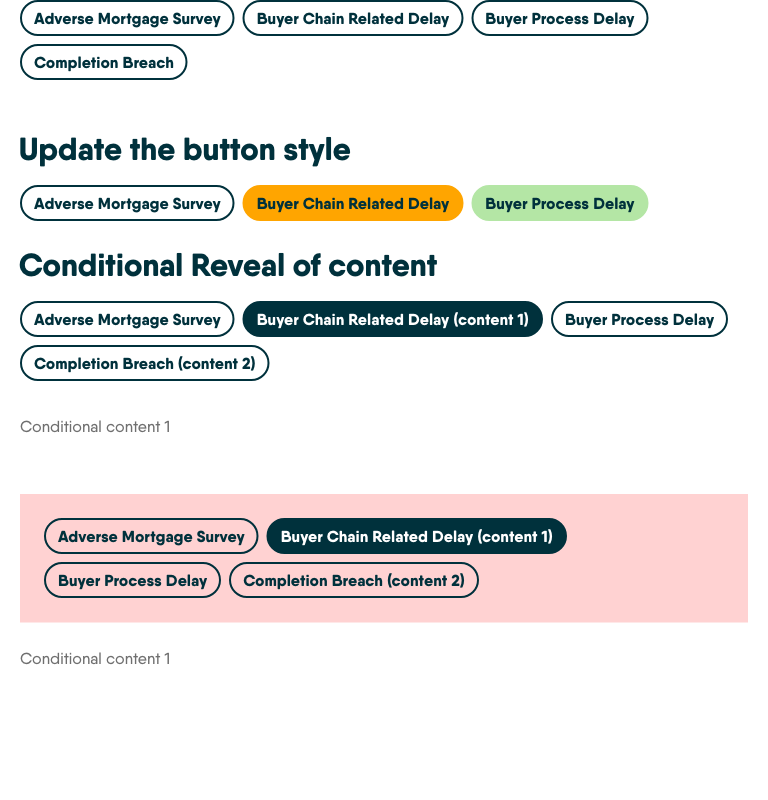 Adverse Mortgage Survey Buyer Chain Related Delay Buyer Process Delay
Completion Breach
Update the button style
Adverse Mortgage Survey Buyer Chain Related Delay Buyer Process Delay
Conditional Reveal of content
Adverse Mortgage Survey Buyer Chain Related Delay (content 1) Buyer Process Delay
Completion Breach (content 2)
Conditional content 1
Adverse Mortgage Survey Buyer Chain Related Delay (content 1)
Buyer Process Delay Completion Breach (content 2)
Conditional content 1